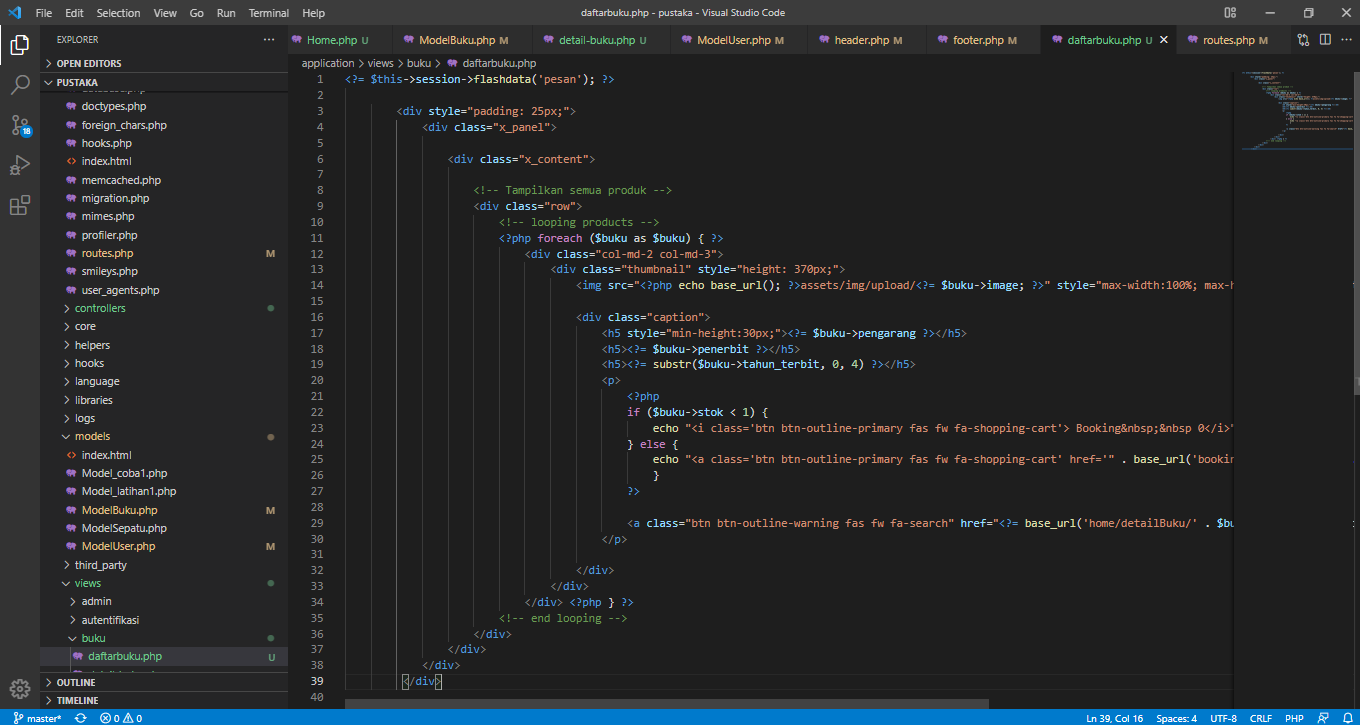 File Edit Selection View Go Run Terminal Help daftarbuku.php - pustaka - Visual Studio Code
EXPLORER ...
Home.php U ModelBuku.php M detail-buku.php U ModelUser.php M header.php M footer.php M daftarbuku.php U routes.php M
OPEN EDITORS
PUSTAKA
doctypes.php
foreign_chars.php
hooks.php
index.html
memcached.php
migration.php
mimes.php
profiler.php
routes.php M
smileys.php
user_agents.php
controllers
core
helpers
hooks
language
libraries
logs
models
index.html
Model_coba1.php
Model_latihan1.php
ModelBuku.php M
ModelSepatu.php
ModelUser.php M
third_party
views
admin
autentifikasi
buku
daftarbuku.php U
OUTLINE
TIMELINE
18
application > views > buku > daftarbuku.php
1 <?= $this->session->flashdata('pesan'); ?>
2
3 <div style="padding: 25px;">
4 <div class="x_panel">
5
6 <div class="x_content">
7
8 <!-- Tampilkan semua produk -->
9 <div class="row">
10 <!-- looping products -->
11 <?php foreach ($buku as $buku) { ?>
12 <div class="col-md-2 col-md-3">
13 <div class="thumbnail" style="height: 370px;">
14 <img src="<?php echo base_url(); ?>assets/img/upload/<?= $buku->image; ?>" style="max-width:100%; max-h
15
16 <div class="caption">
17 <h5 style="min-height:30px;"><?= $buku->pengarang ?></h5>
18 <h5><?= $buku->penerbit ?></h5>
19 <h5><?= substr($buku->tahun_terbit, 0, 4) ?></h5>
20 <p>
21 <?php
22 if ($buku->stok < 1) {
23 echo "<i class='btn btn-outline-primary fas fw fa-shopping-cart'> Booking&nbsp;&nbsp 0</i>"
24 } else {
25 echo "<a class='btn btn-outline-primary fas fw fa-shopping-cart' href='" . base_url('bookin
26 }
27 ?>
28
29 <a class="btn btn-outline-warning fas fw fa-search" href="<?= base_url('home/detailBuku/' . $bu
30 </p>
31
32 </div>
33 </div>
34 </div> <?php } ?>
35 <!-- end looping -->
36 </div>
37 </div>
38 </div>
39 </div>
40
master* 0 0 Ln 39, Col 16 Spaces: 4 UTF-8 CRLF PHP